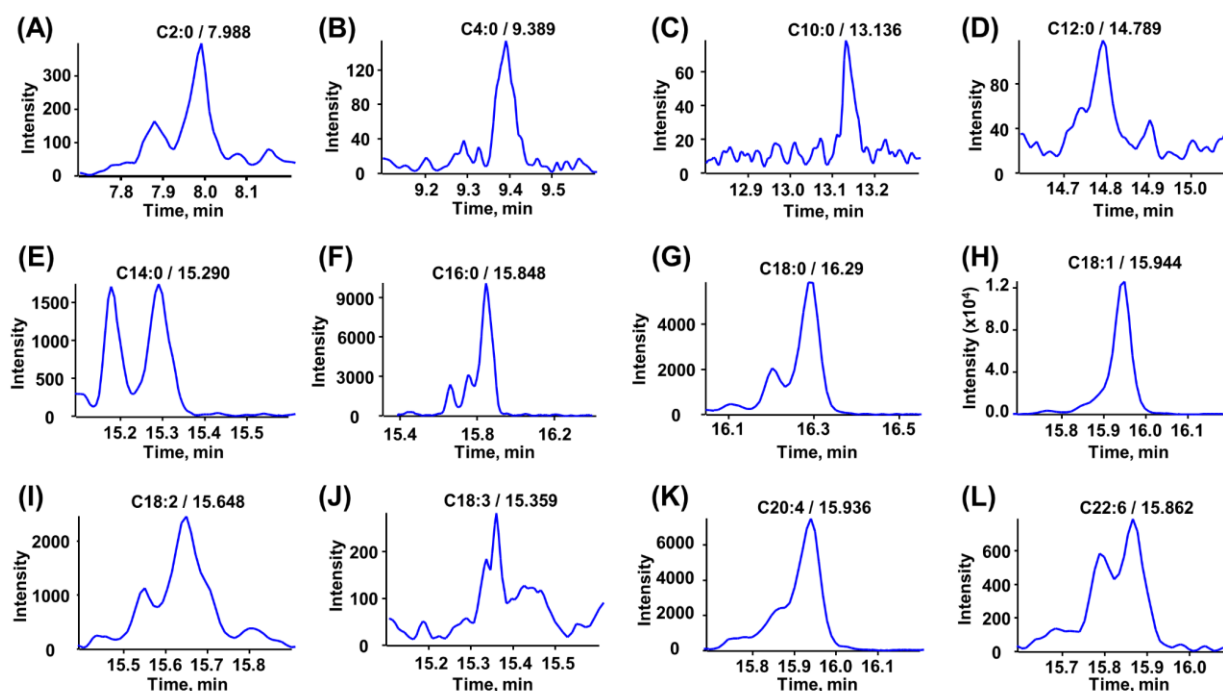 (A)
C2:0 / 7.988
Intensity
300
200
100
0
7.8 7.9 8.0 8.1
Time, min
(B)
C4:0 / 9.389
Intensity
120
80
40
0
9.2 9.3 9.4 9.5
Time, min
(C)
C10:0 / 13.136
Intensity
60
40
20
0
12.9 13.0 13.1 13.2
Time, min
(D)
C12:0 / 14.789
Intensity
80
40
0
14.7 14.8 14.9 15.0
Time, min
(E)
C14:0 / 15.290
Intensity
1500
1000
500
0
15.2 15.3 15.4 15.5
Time, min
(F)
C16:0 / 15.848
Intensity
9000
6000
3000
0
15.4 15.8 16.2
Time, min
(G)
C18:0 / 16.29
Intensity
4000
2000
0
16.1 16.3 16.5
Time, min
(H)
C18:1 / 15.944
Intensity (x10⁴)
1.2
8.0
4.0
0.0
15.8 15.9 16.0 16.1
Time, min
(I)
C18:2 / 15.648
Intensity
2000
1000
0
15.5 15.6 15.7 15.8
Time, min
(J)
C18:3 / 15.359
Intensity
200
100
0
15.2 15.3 15.4 15.5
Time, min
(K)
C20:4 / 15.936
Intensity
6000
4000
2000
0
15.8 15.9 16.0 16.1
Time, min
(L)
C22:6 / 15.862
Intensity
600
400
200
0
15.7 15.8 15.9 16.0
Time, min